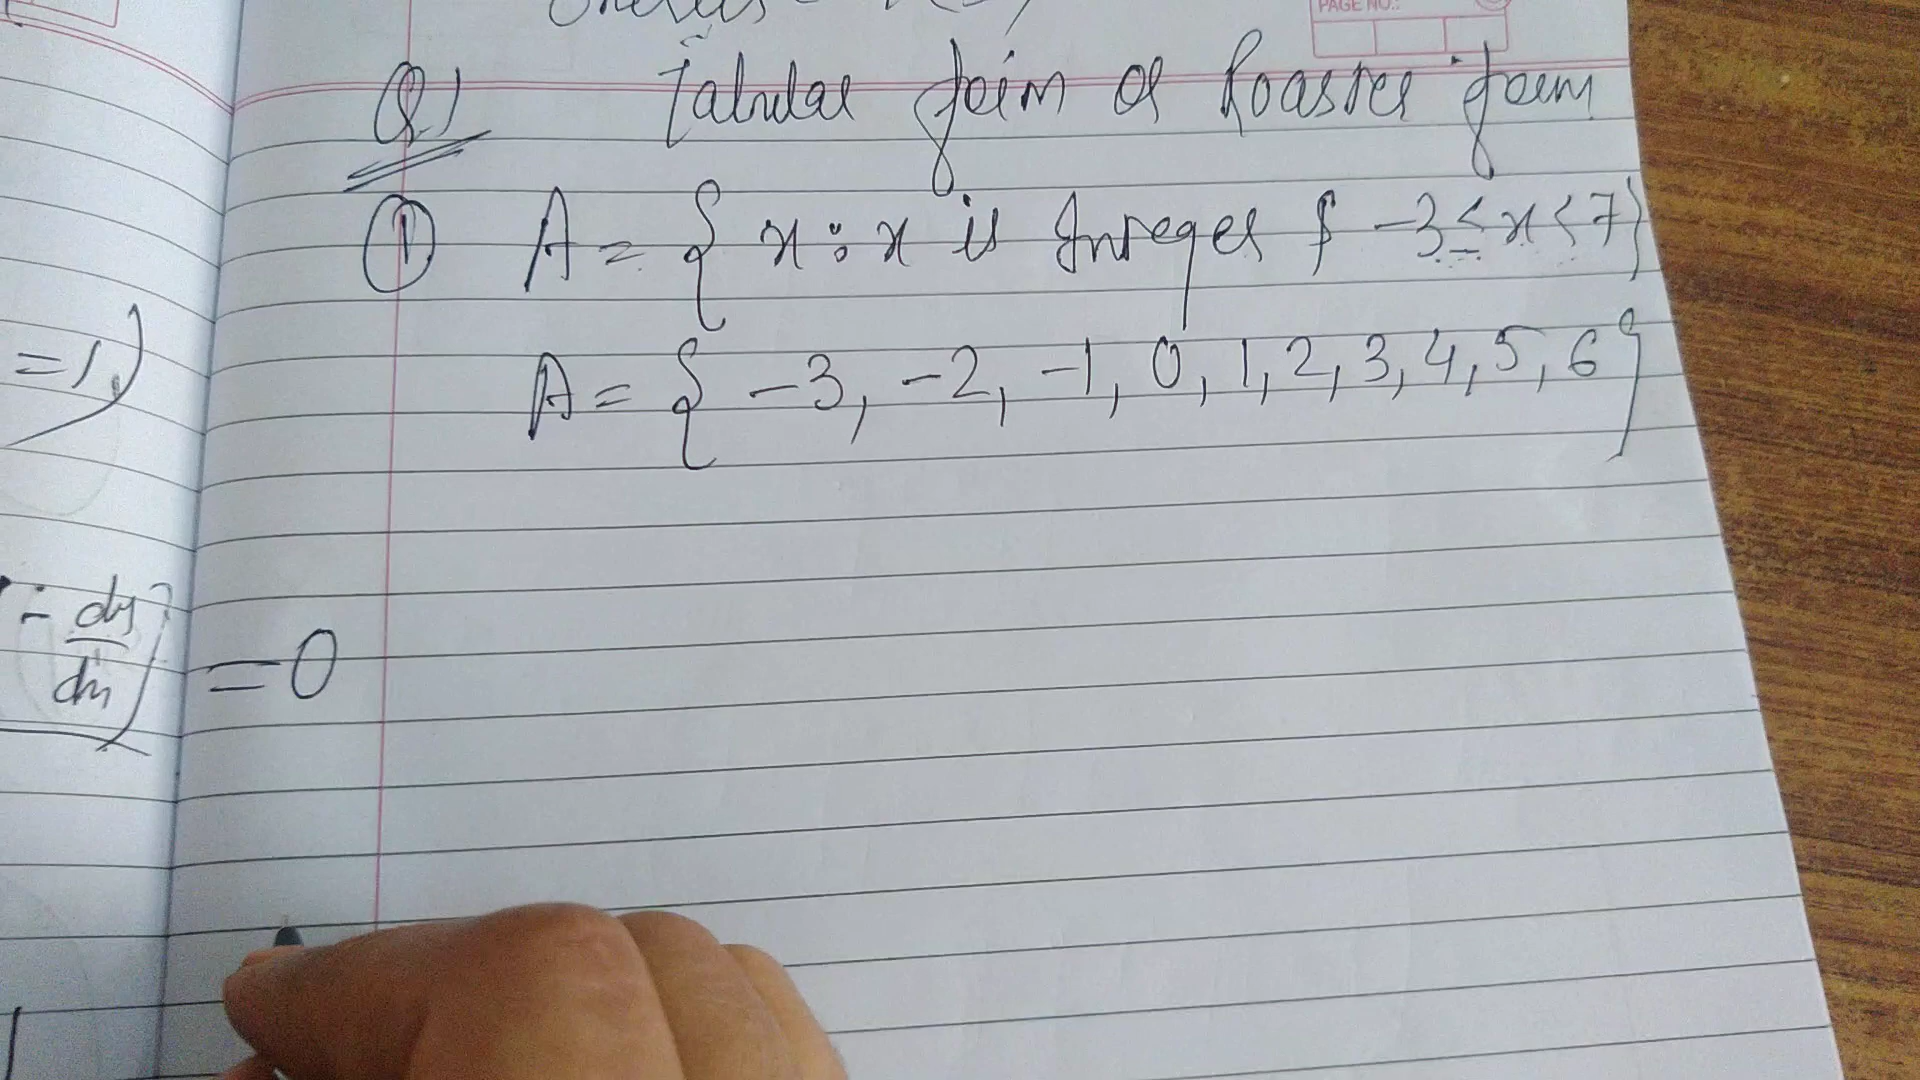 PAGE NO.:
Q1 Tabular form or Roaster form
① A = { x : x is Integer & -3 ≤ x < 7}
A = { -3, -2, -1, 0, 1, 2, 3, 4, 5, 6 }
= 1,)
- dy/dx) = 0